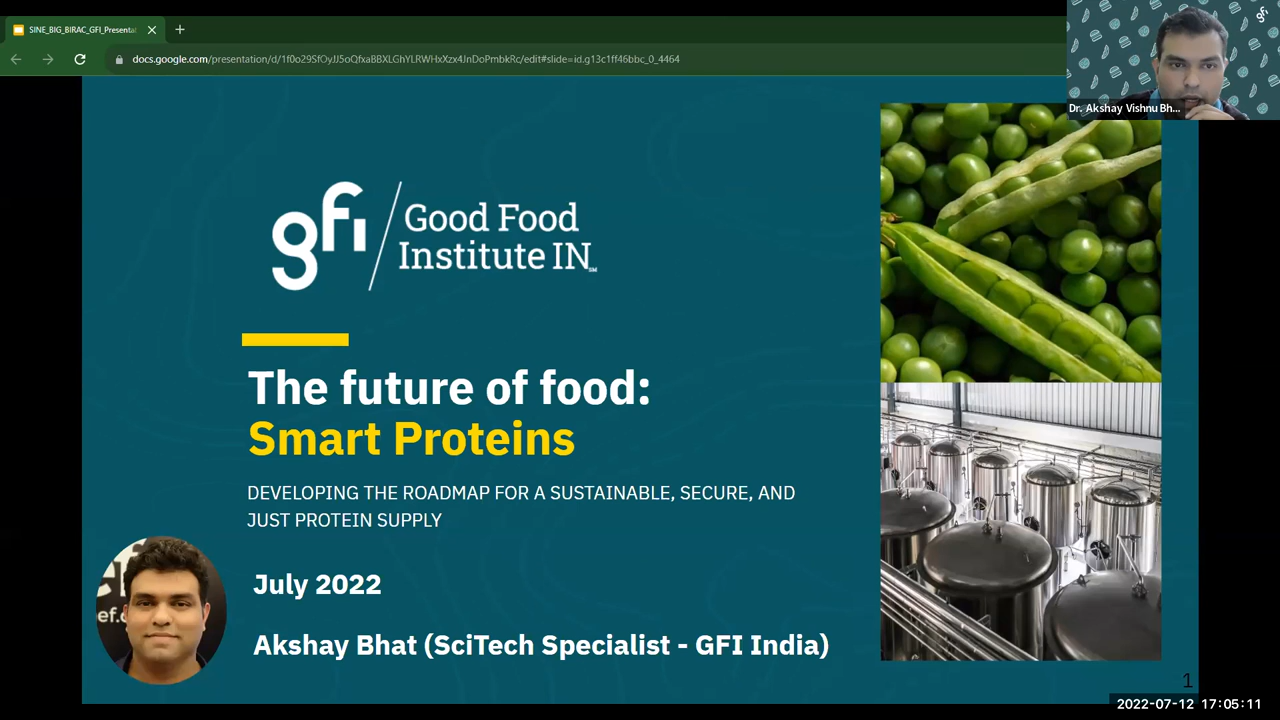 SINE_BIG_BIRAC_GFI_Presenta
docs.google.com/presentation/d/1f0o29SfOyJJ5oQfxaBBXLGhYLRWHxXzx4JnDoPmbkRc/edit#slide=id.g13c1ff46bbc_0_4464
gfi
Dr. Akshay Vishnu Bh...
gfi
Good Food
Institute IN
The future of food:
Smart Proteins
DEVELOPING THE ROADMAP FOR A SUSTAINABLE, SECURE, AND
JUST PROTEIN SUPPLY
July 2022
Akshay Bhat (SciTech Specialist - GFI India)
1
2022-07-12 17:05:11